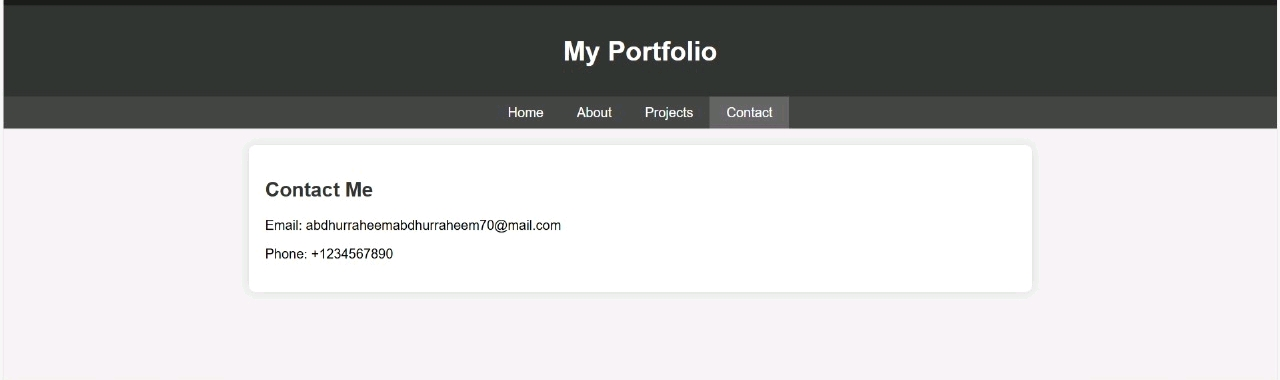 My Portfolio
Home About Projects Contact
Contact Me
Email: abdhurraheemabdhurraheem70@mail.com
Phone: +1234567890